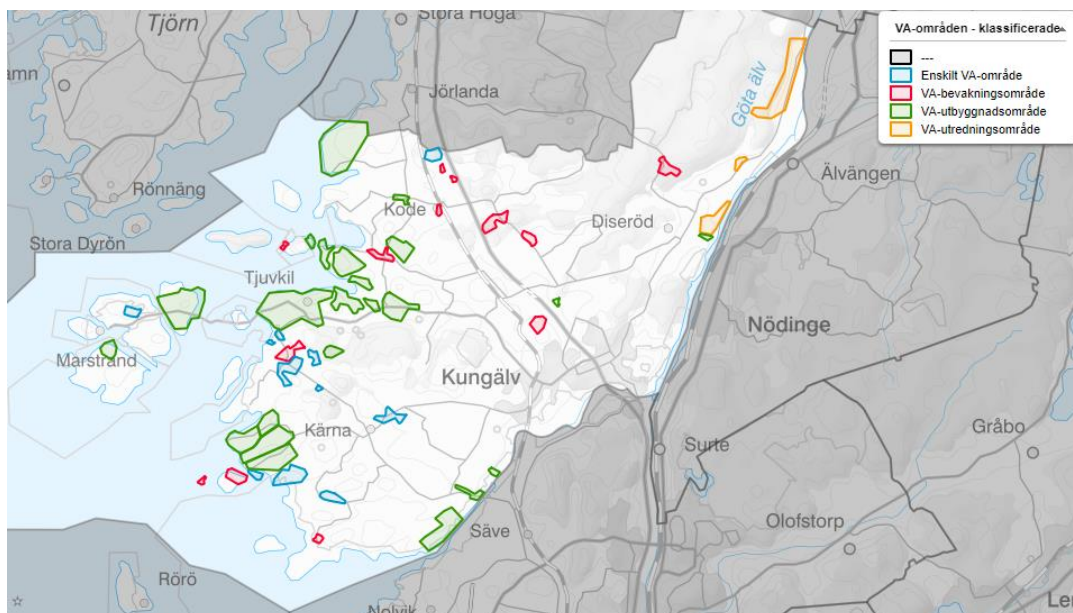 Tjörn
Stora Höga
VA-områden - klassificerade
---
Enskilt VA-område
VA-bevakningsområde
VA-utbyggnadsområde
VA-utredningsområde
Göta älv
Jörlanda
Älvängen
Rönnäng
Kode
Diseröd
Stora Dyrön
Tjuvkil
Nödinge
Marstrand
Kungälv
Kärna
Surte
Gråbo
Säve
Olofstorp
Rörö